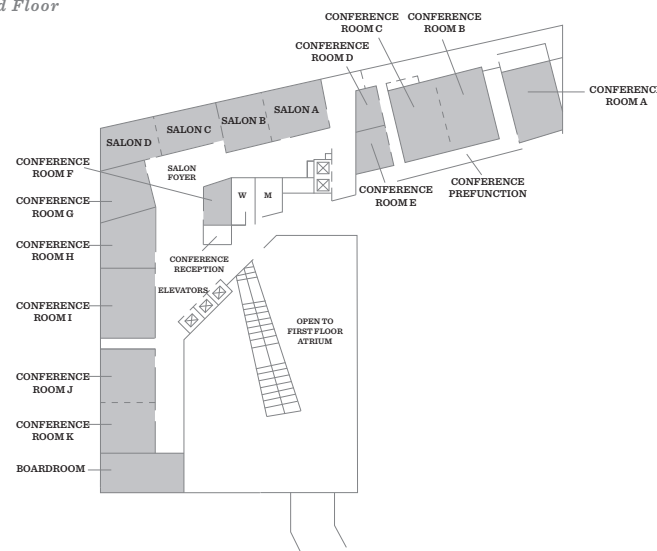 d Floor
CONFERENCE
ROOM C
CONFERENCE
ROOM B
CONFERENCE
ROOM D
CONFERENC
ROOM A
SALON A
SALON B
SALON C
SALON D
CONFERENCE
ROOM F
SALON
FOYER
CONFERENCE
ROOM E
CONFERENCE
PREFUNCTION
W
M
CONFERENCE
ROOM G
CONFERENCE
ROOM H
CONFERENCE
RECEPTION
ELEVATORS
CONFERENCE
ROOM I
OPEN TO
FIRST FLOOR
ATRIUM
CONFERENCE
ROOM J
CONFERENCE
ROOM K
BOARDROOM